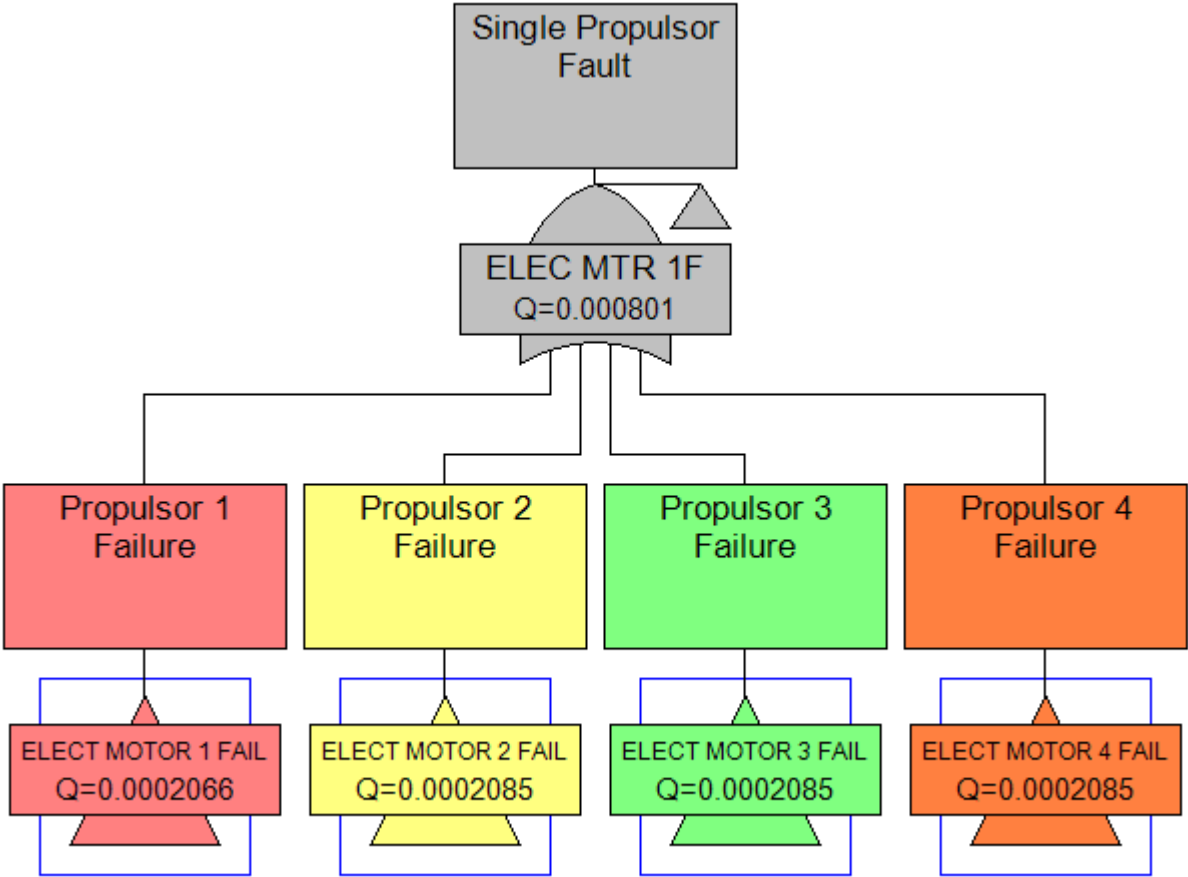 Single Propulsor
Fault
ELEC MTR 1F
Q=0.000801
Propulsor 1
Failure
Propulsor 2
Failure
Propulsor 3
Failure
Propulsor 4
Failure
ELECT MOTOR 1 FAIL
Q=0.0002066
ELECT MOTOR 2 FAIL
Q=0.0002085
ELECT MOTOR 3 FAIL
Q=0.0002085
ELECT MOTOR 4 FAIL
Q=0.0002085